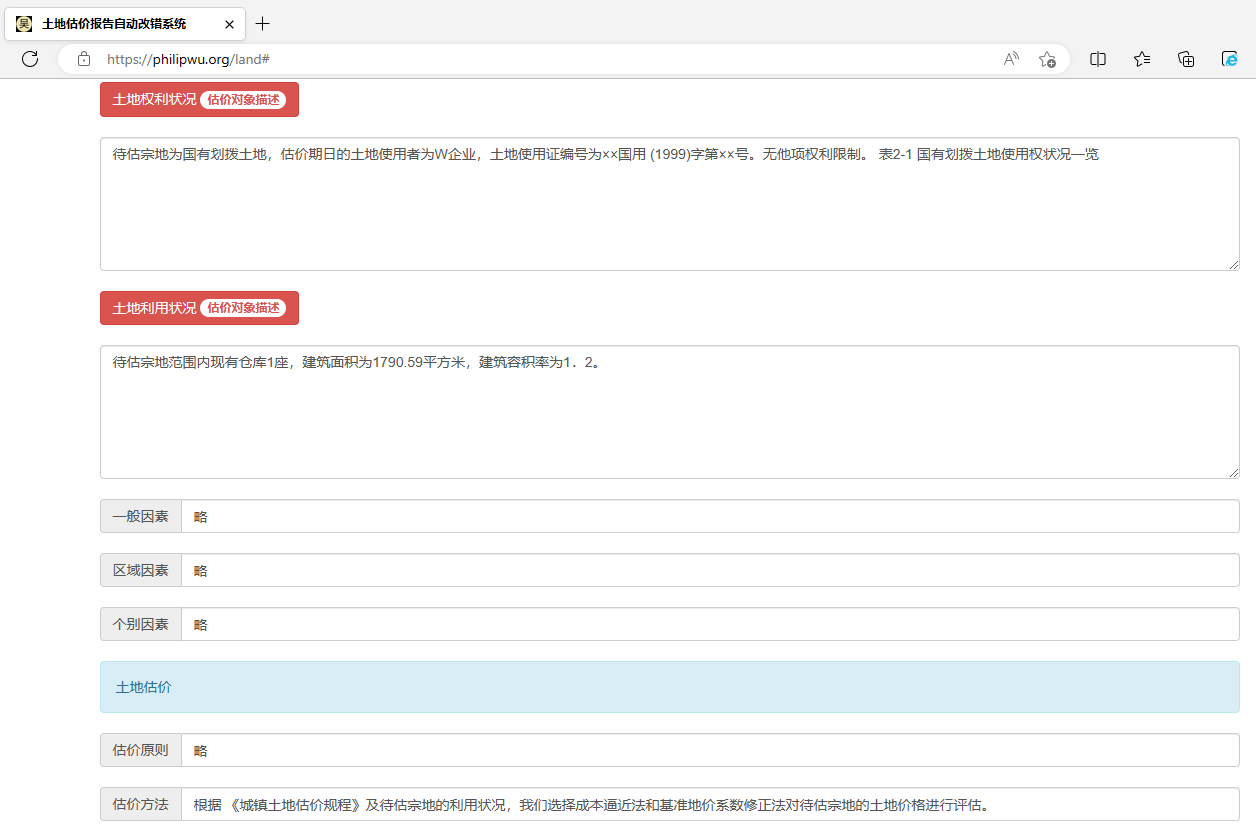 吴 土地估价报告自动改错系统
https://philipwu.org/land#
土地权利状况 估价对象描述
待估宗地为国有划拨土地，估价期日的土地使用者为W企业，土地使用证编号为××国用 (1999)字第××号。无他项权利限制。 表2-1 国有划拨土地使用权状况一览
土地利用状况 估价对象描述
待估宗地范围内现有仓库1座，建筑面积为1790.59平方米，建筑容积率为1．2。
一般因素 略
区域因素 略
个别因素 略
土地估价
估价原则 略
估价方法 根据 《城镇土地估价规程》及待估宗地的利用状况，我们选择成本逼近法和基准地价系数修正法对待估宗地的土地价格进行评估。